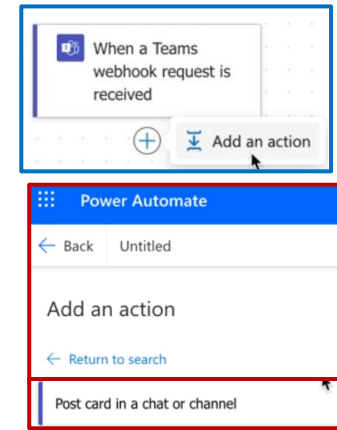 When a Teams
webhook request is
received
Add an action
Power Automate
Back Untitled
Add an action
Return to search
Post card in a chat or channel